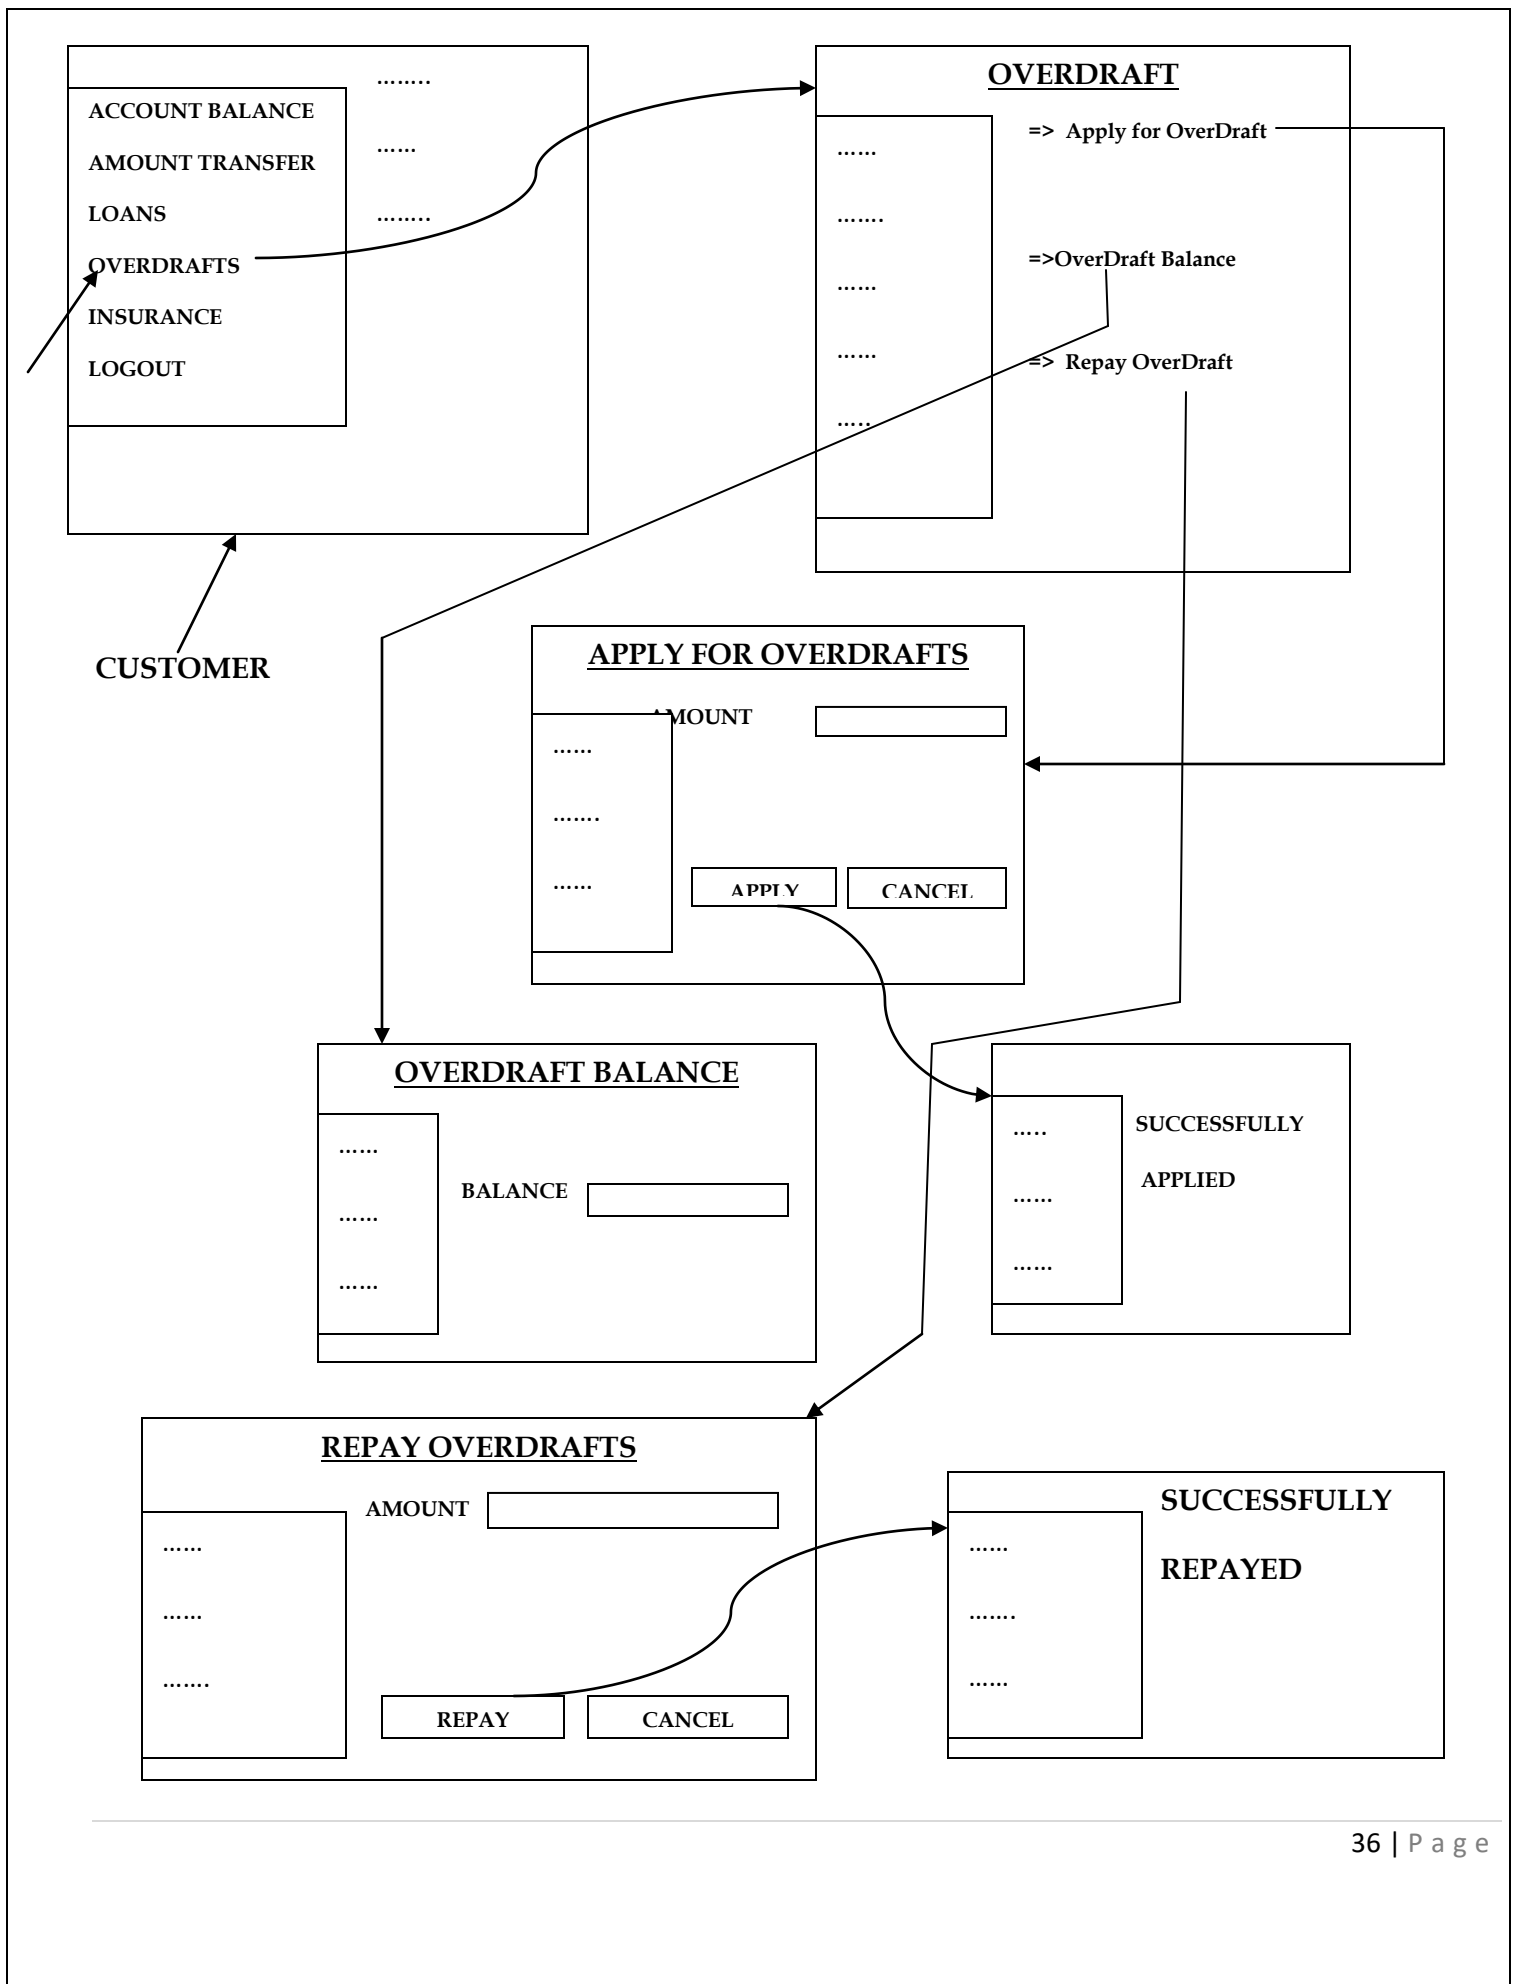 ……..
ACCOUNT BALANCE
……
AMOUNT TRANSFER
LOANS
……..
OVERDRAFTS
INSURANCE
LOGOUT
CUSTOMER
OVERDRAFT
=> Apply for OverDraft
……
…….
=>OverDraft Balance
……
……
=> Repay OverDraft
…..
APPLY FOR OVERDRAFTS
AMOUNT
……
…….
……
APPLY
CANCEL
OVERDRAFT BALANCE
……
BALANCE
……
……
SUCCESSFULLY
…..
APPLIED
……
……
REPAY OVERDRAFTS
AMOUNT
……
……
…….
REPAY
CANCEL
SUCCESSFULLY
……
REPAYED
…….
……
36 | Page